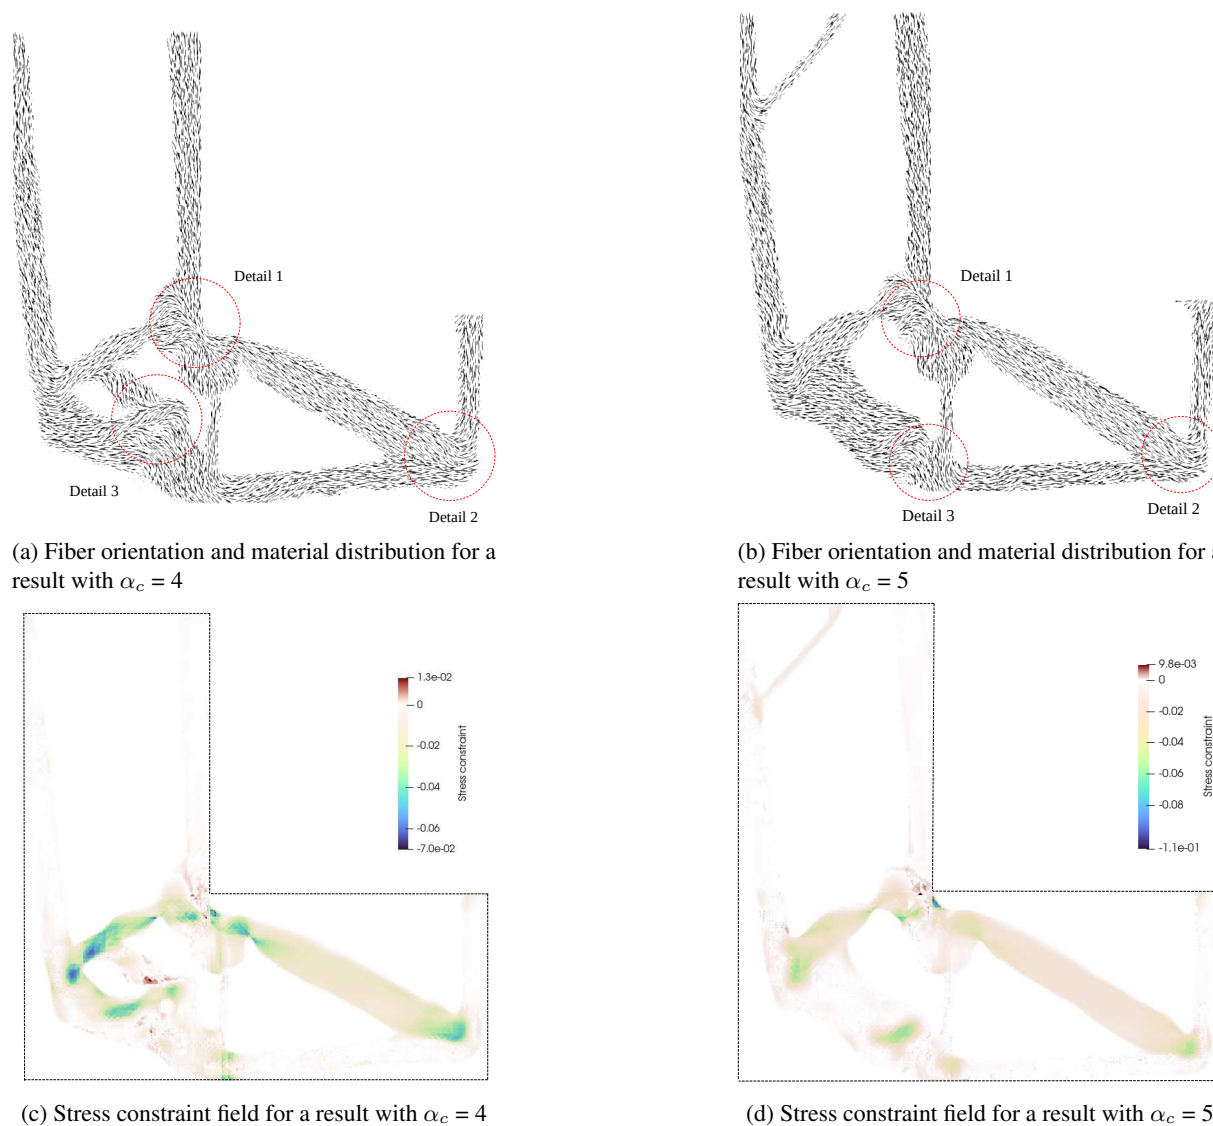 Detail 1
Detail 3
Detail 2
Detail 1
Detail 3
Detail 2
(a) Fiber orientation and material distribution for a
result with α_c = 4
(b) Fiber orientation and material distribution for a
result with α_c = 5
1.3e-02
0
-0.02
-0.04
-0.06
-7.0e-02
Stress constraint
9.8e-03
0
-0.02
-0.04
-0.06
-0.08
-1.1e-01
Stress constraint
(c) Stress constraint field for a result with α_c = 4
(d) Stress constraint field for a result with α_c = 5